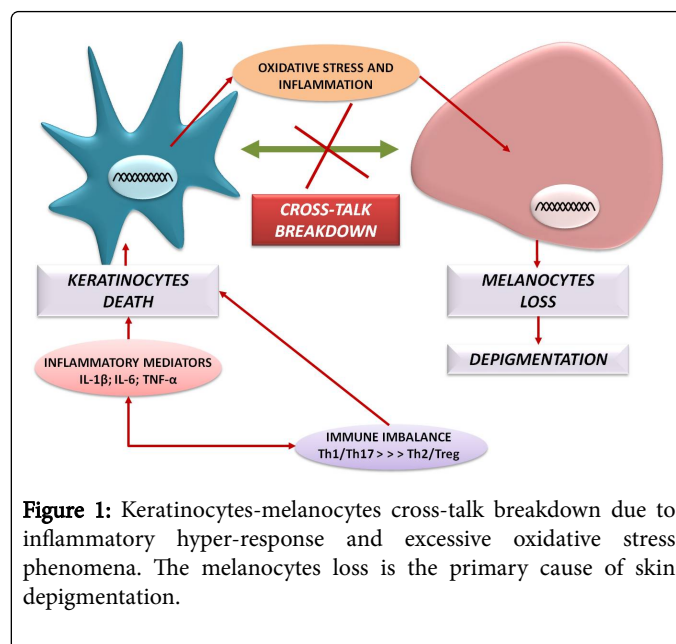 OXIDATIVE STRESS AND
INFLAMMATION
CROSS-TALK
BREAKDOWN
KERATINOCYTES
DEATH
MELANOCYTES
LOSS
INFLAMMATORY MEDIATORS
IL-1β; IL-6; TNF-α
DEPIGMENTATION
IMMUNE IMBALANCE
Th1/Th17 > > > Th2/Treg
Figure 1: Keratinocytes-melanocytes cross-talk breakdown due to
inflammatory hyper-response and excessive oxidative stress
phenomena. The melanocytes loss is the primary cause of skin
depigmentation.